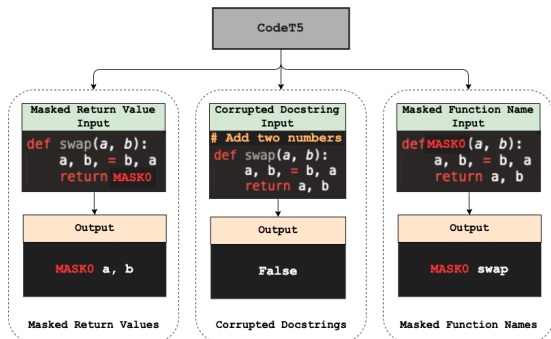 CodeT5
Masked Return Value
Input
def swap(a, b):
a, b, = b, a
return MASK0
Output
MASK0 a, b
Masked Return Values
Corrupted Docstring
Input
# Add two numbers
def swap(a, b):
a, b, = b, a
return a, b
Output
False
Corrupted Docstrings
Masked Function Name
Input
def MASK0(a, b):
a, b, = b, a
return a, b
Output
MASK0 swap
Masked Function Names